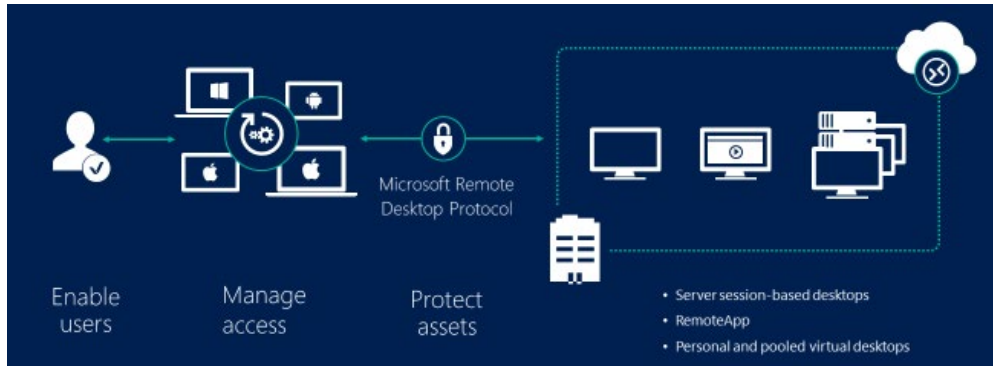 Microsoft Remote
Desktop Protocol
Enable
users
Manage
access
Protect
assets
• Server session-based desktops
• RemoteApp
• Personal and pooled virtual desktops